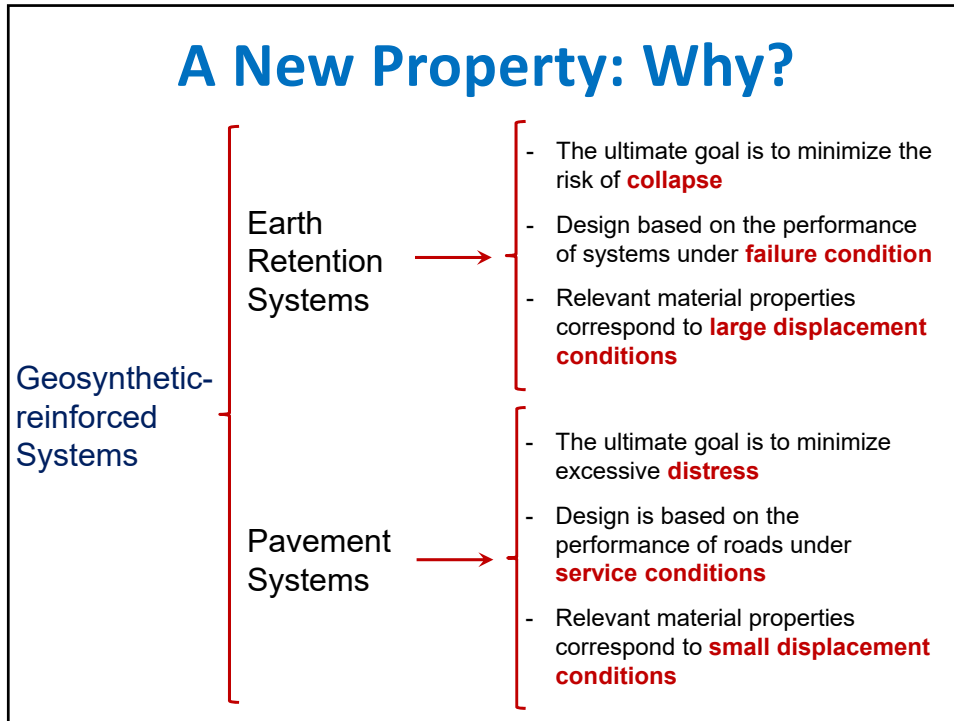 A New Property: Why?
Geosynthetic-
reinforced
Systems
Earth
Retention
Systems
- The ultimate goal is to minimize the
risk of collapse
- Design based on the performance
of systems under failure condition
- Relevant material properties
correspond to large displacement
conditions
Pavement
Systems
- The ultimate goal is to minimize
excessive distress
- Design is based on the
performance of roads under
service conditions
- Relevant material properties
correspond to small displacement
conditions